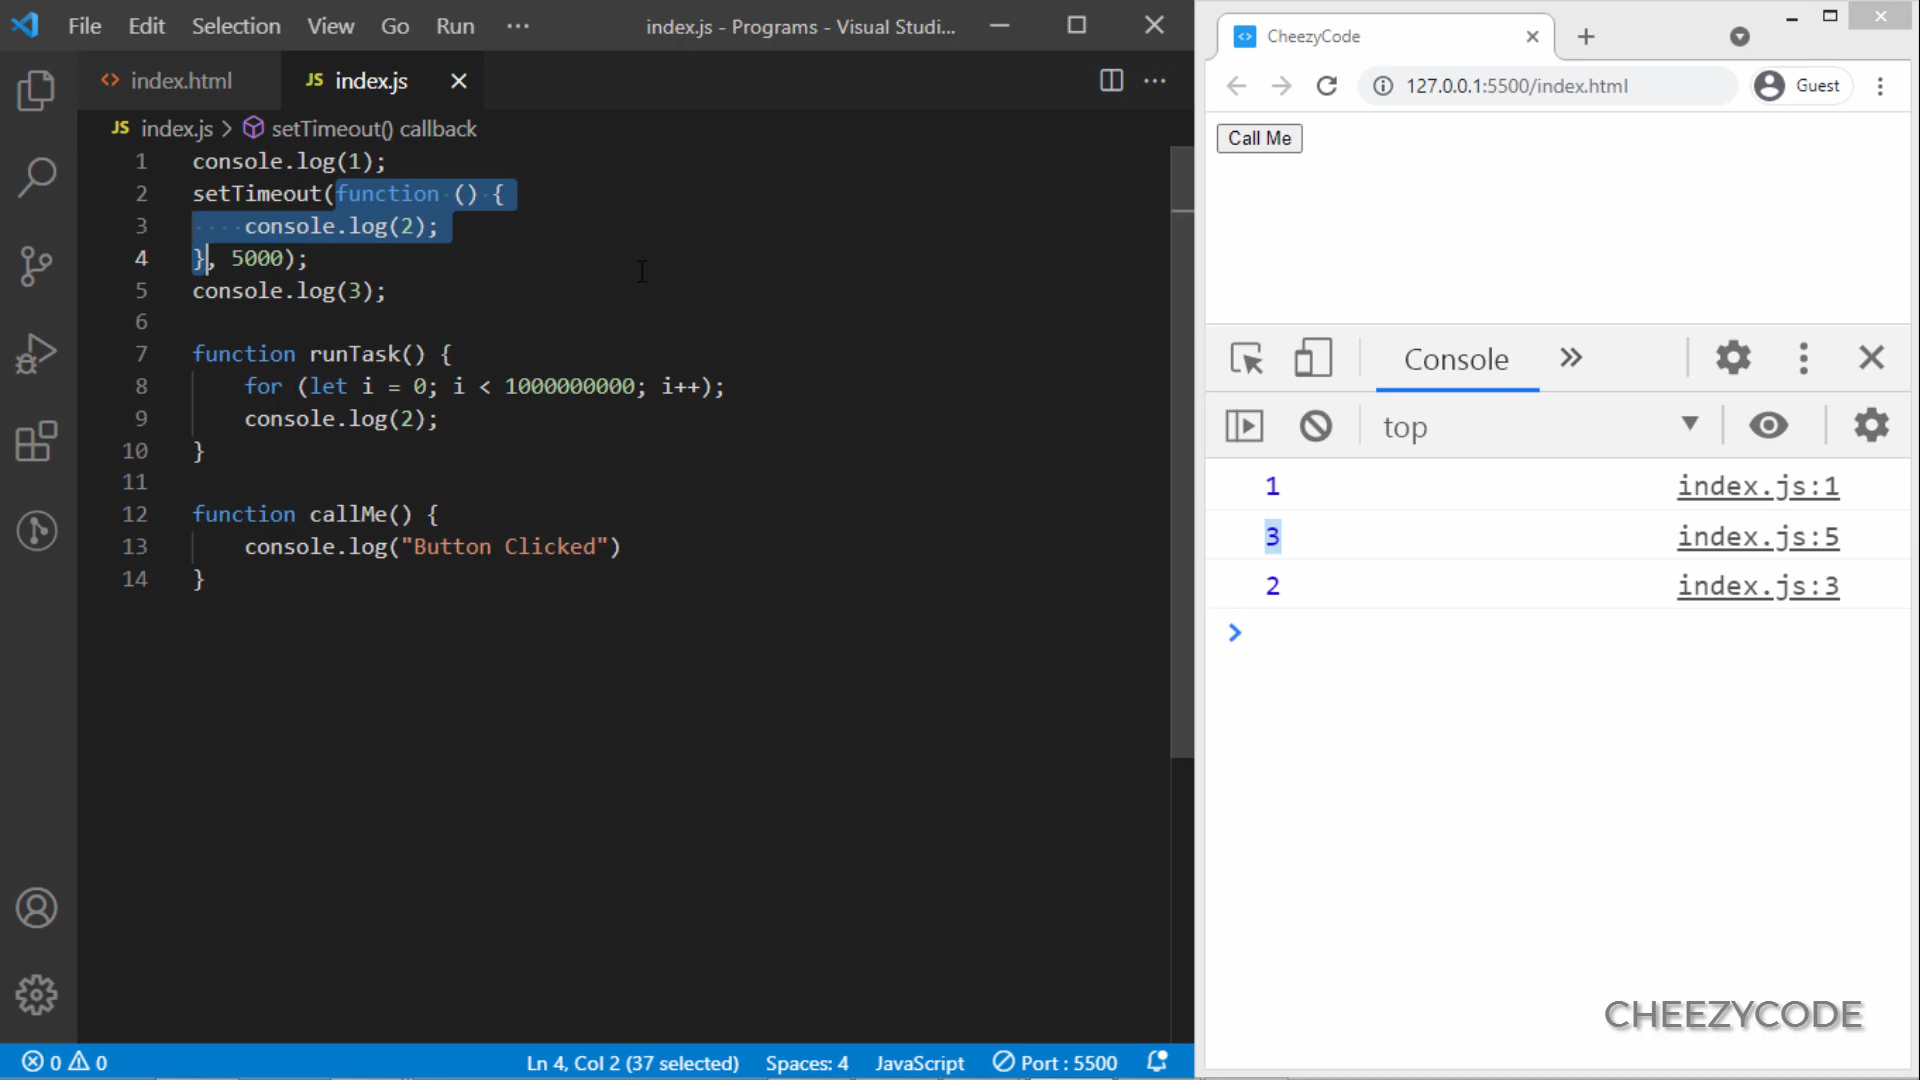 File Edit Selection View Go Run ··· index.js - Programs - Visual Studi...
index.html JS index.js
JS index.js > setTimeout() callback
1 console.log(1);
2 setTimeout(function () {
3 console.log(2);
4 }, 5000);
5 console.log(3);
6
7 function runTask() {
8 for (let i = 0; i < 1000000000; i++);
9 console.log(2);
10 }
11
12 function callMe() {
13 console.log("Button Clicked")
14 }
0 0 Ln 4, Col 2 (37 selected) Spaces: 4 JavaScript Port : 5500
CheezyCode
127.0.0.1:5500/index.html Guest
Call Me
Console
top
1 index.js:1
3 index.js:5
2 index.js:3
CHEEZYCODE